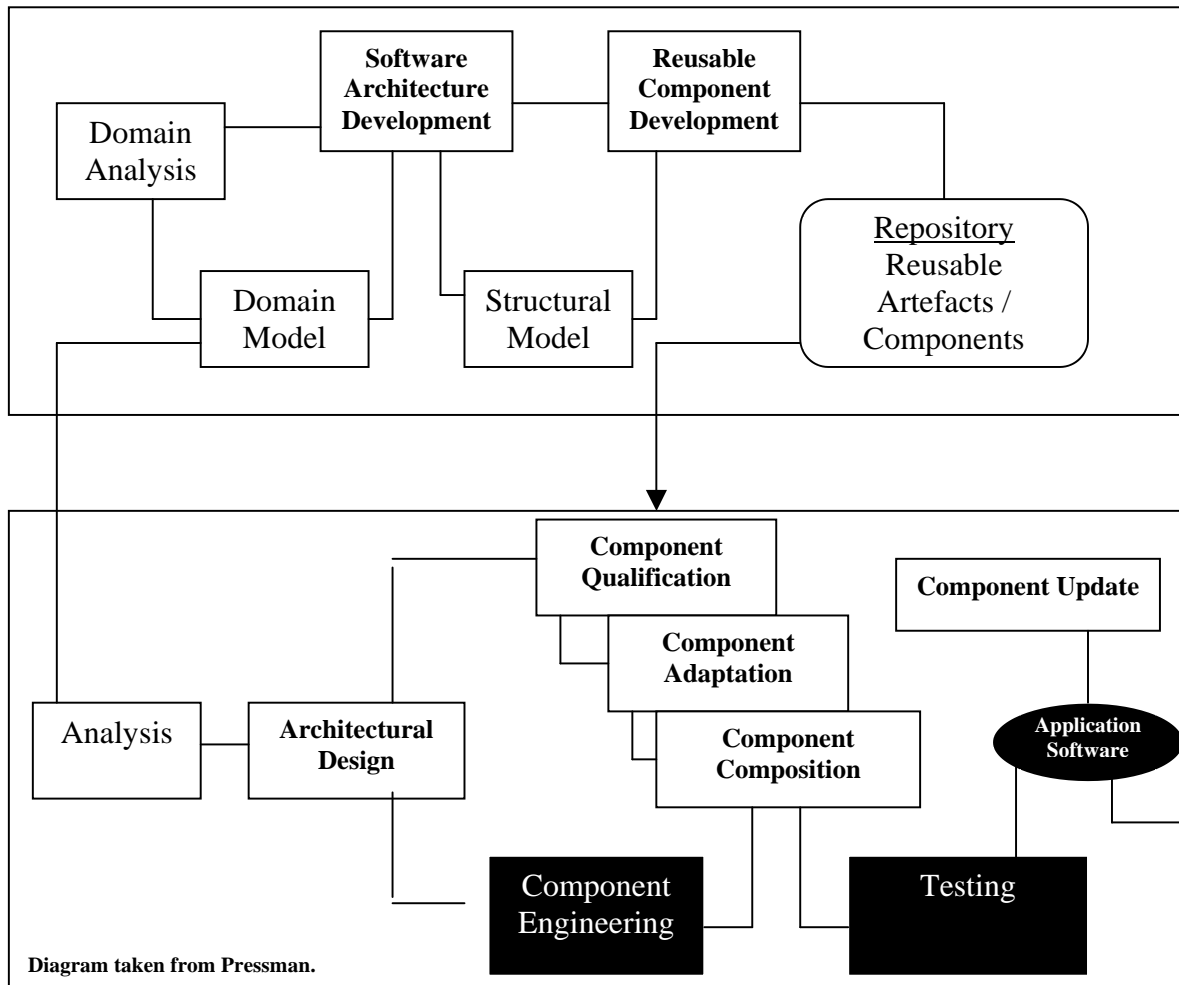 Software
Architecture
Development
Reusable
Component
Development
Domain
Analysis
Repository
Reusable
Artefacts /
Components
Domain
Model
Structural
Model
Component
Qualification
Component Update
Component
Adaptation
Analysis
Architectural
Design
Component
Composition
Application
Software
Component
Engineering
Testing
Diagram taken from Pressman.